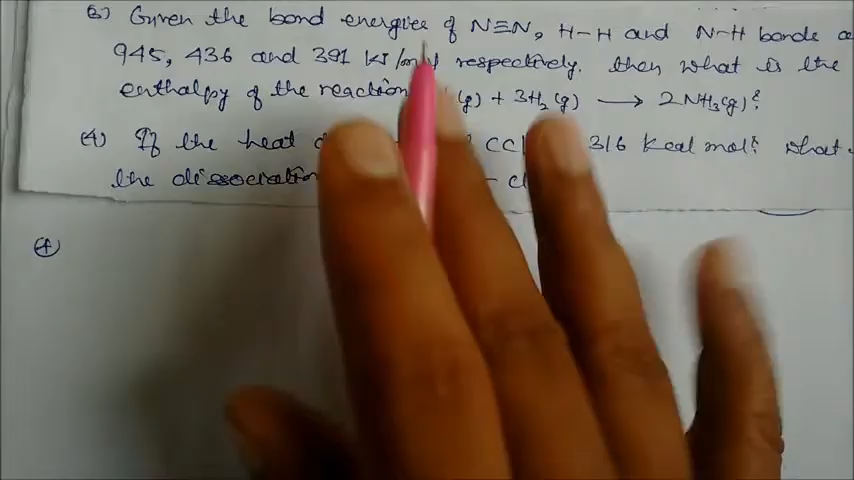 3) Given the bond energies of N≡N, H-H and N-H bonds
945, 436 and 391 KJ/mol respectively. then what is the
enthalpy of the reaction (g) + 3H₂(g) ⟶ 2NH₃(g)?
(4) If the heat 316 Kcal mol? what
the dissociation - Cl
4